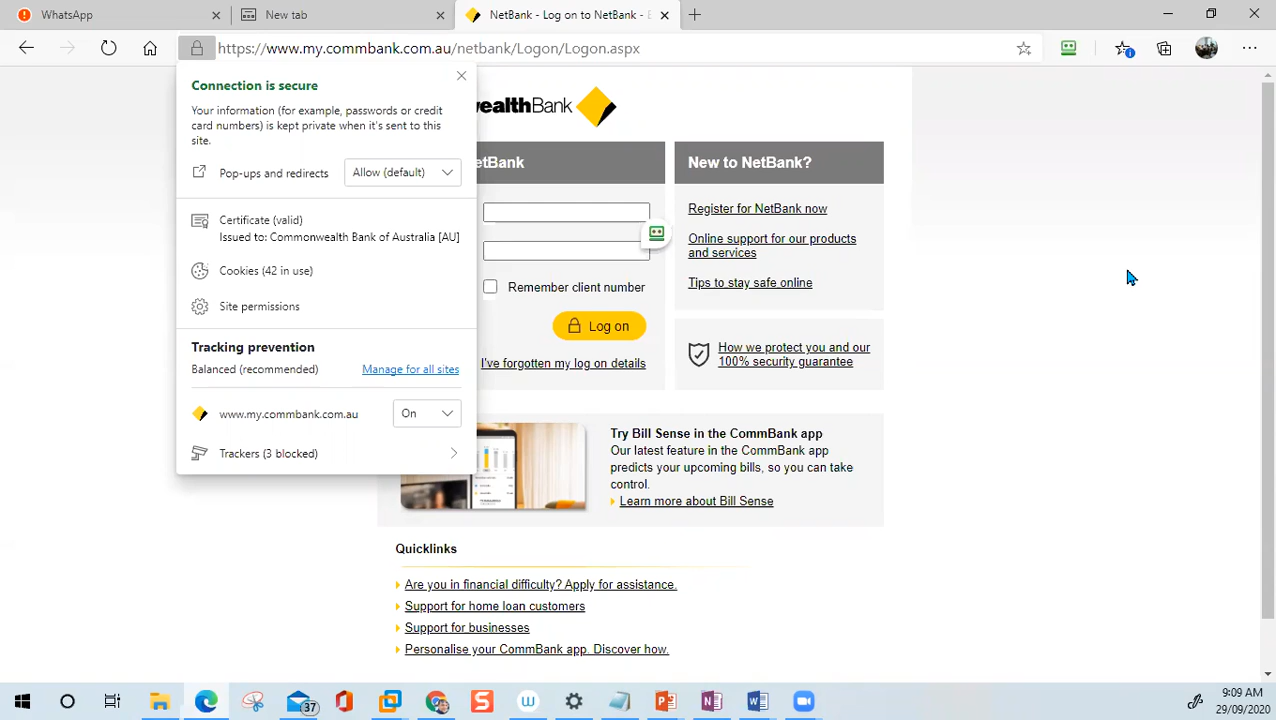 WhatsApp
New tab
NetBank - Log on to NetBank - E
https://www.my.commbank.com.au/netbank/Logon/Logon.aspx
Connection is secure
Your information (for example, passwords or credit
card numbers) is kept private when it's sent to this
site.
Pop-ups and redirects
Allow (default)
Certificate (valid)
Issued to: Commonwealth Bank of Australia [AU]
Cookies (42 in use)
Site permissions
Tracking prevention
Balanced (recommended)
Manage for all sites
www.my.commbank.com.au
On
Trackers (3 blocked)
wealthBank
etBank
Remember client number
Log on
I've forgotten my log on details
New to NetBank?
Register for NetBank now
Online support for our products
and services
Tips to stay safe online
How we protect you and our
100% security guarantee
Try Bill Sense in the CommBank app
Our latest feature in the CommBank app
predicts your upcoming bills, so you can take
control.
Learn more about Bill Sense
Quicklinks
Are you in financial difficulty? Apply for assistance.
Support for home loan customers
Support for businesses
Personalise your CommBank app. Discover how.
37
9:09 AM
29/09/2020